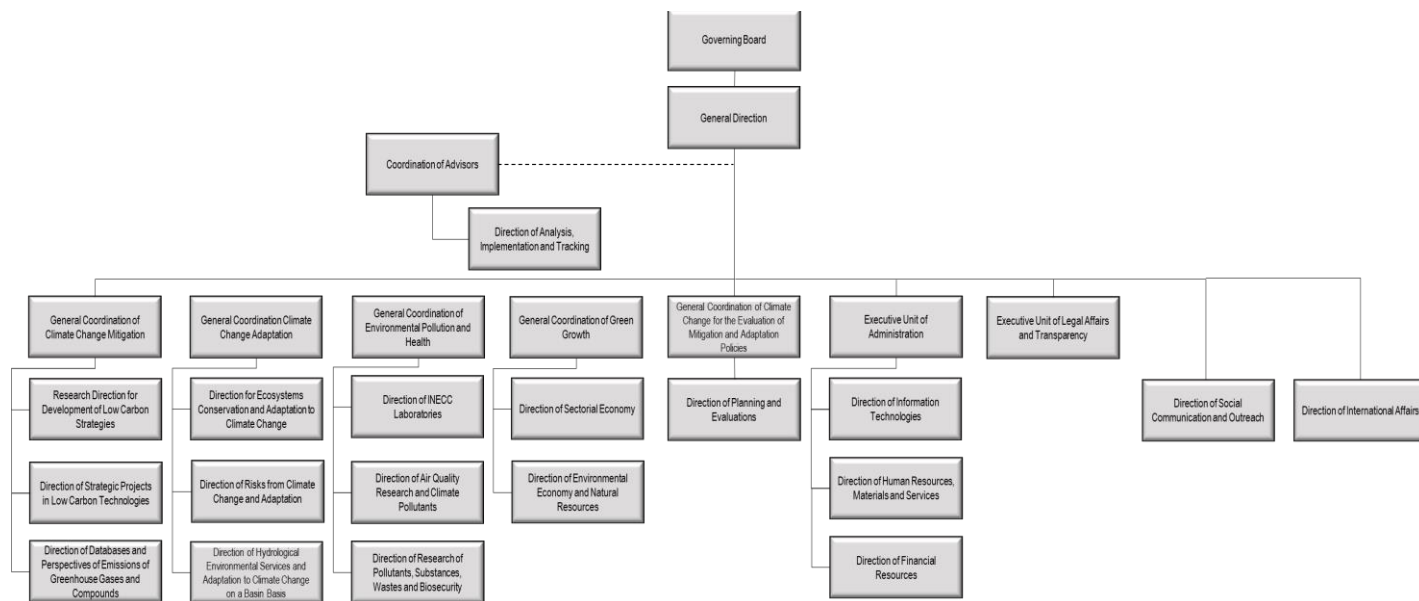 Governing Board
General Direction
Coordination of Advisors
Direction of Analysis,
Implementation and Tracking
General Coordination of
Climate Change Mitigation
General Coordination Climate
Change Adaptation
General Coordination of
Environmental Pollution and
Health
General Coordination of Green
Growth
General Coordination of Climate
Change for the Evaluation of
Mitigation and Adaptation
Policies
Executive Unit of
Administration
Executive Unit of Legal Affairs
and Transparency
Research Direction for
Development of Low Carbon
Strategies
Direction for Ecosystems
Conservation and Adaptation to
Climate Change
Direction of INECC
Laboratories
Direction of Sectorial Economy
Direction of Planning and
Evaluations
Direction of Information
Technologies
Direction of Social
Communication and Outreach
Direction of International Affairs
Direction of Strategic Projects
in Low Carbon Technologies
Direction of Risks from Climate
Change and Adaptation
Direction of Air Quality
Research and Climate
Pollutants
Direction of Environmental
Economy and Natural
Resources
Direction of Human Resources,
Materials and Services
Direction of Databases and
Perspectives of Emissions of
Greenhouse Gases and
Compounds
Direction of Hydrological
Environmental Services and
Adaptation to Climate Change
on a Basin Basis
Direction of Research of
Pollutants, Substances,
Wastes and Biosecurity
Direction of Financial
Resources